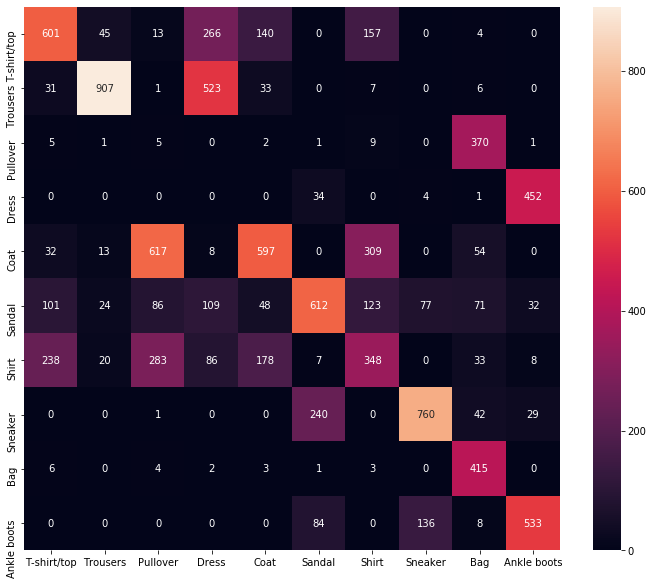 T-shirt/top 601 45 13 266 140 0 157 0 4 0
Trousers 31 907 1 523 33 0 7 0 6 0
Pullover 5 1 5 0 2 1 9 0 370 1
Dress 0 0 0 0 0 34 0 4 1 452
Coat 32 13 617 8 597 0 309 0 54 0
Sandal 101 24 86 109 48 612 123 77 71 32
Shirt 238 20 283 86 178 7 348 0 33 8
Sneaker 0 0 1 0 0 240 0 760 42 29
Bag 6 0 4 2 3 1 3 0 415 0
Ankle boots 0 0 0 0 0 84 0 136 8 533
T-shirt/top Trousers Pullover Dress Coat Sandal Shirt Sneaker Bag Ankle boots
800
600
400
200
0